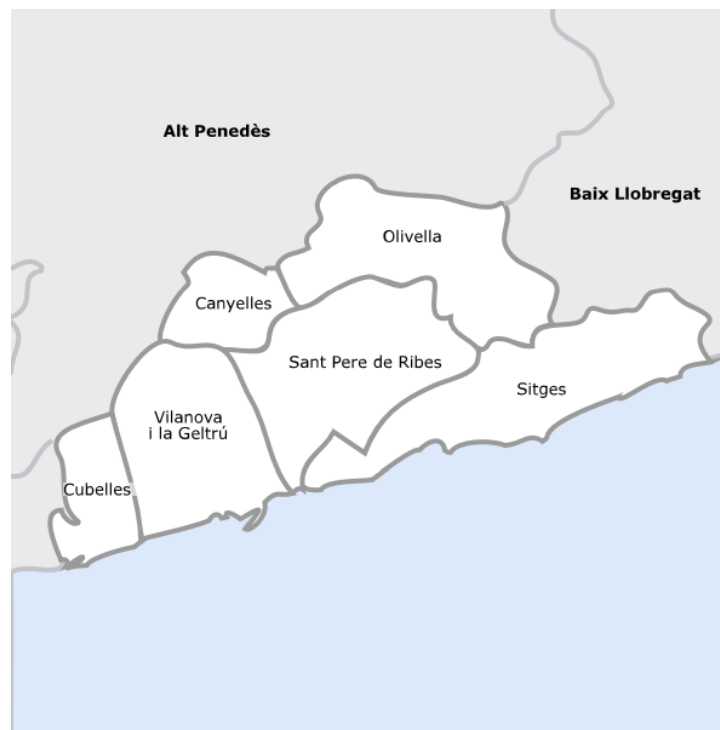 Alt Penedès
Baix Llobregat
Olivella
Canyelles
Sant Pere de Ribes
Sitges
Vilanova
i la Geltrú
Cubelles